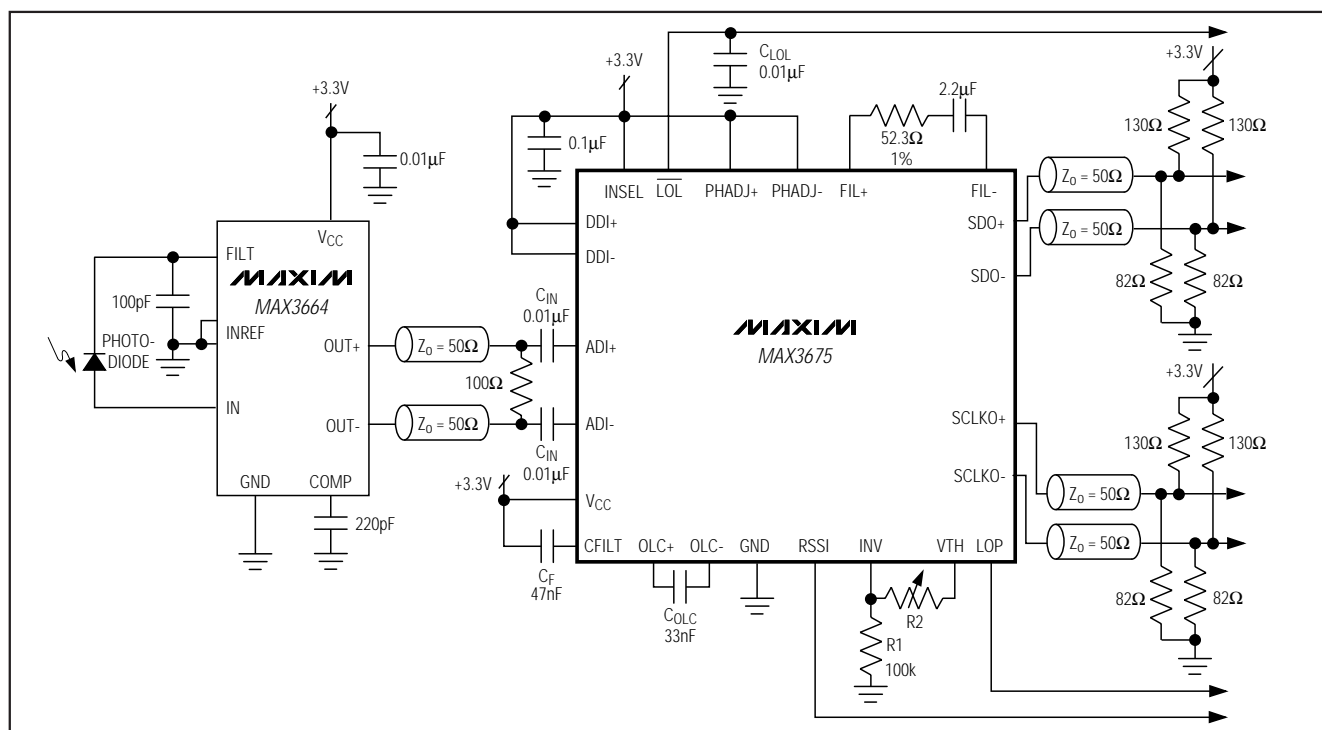 +3.3V
0.01µF
VCC
FILT
MAXIM
MAX3664
100pF
INREF
PHOTO-
DIODE
IN
OUT+
OUT-
GND
COMP
220pF
Z0 = 50Ω
Z0 = 50Ω
100Ω
CIN
0.01µF
CIN
0.01µF
+3.3V
0.1µF
CLOL
0.01µF
52.3Ω
1%
2.2µF
INSEL
LOL
PHADJ+
PHADJ-
FIL+
FIL-
DDI+
DDI-
ADI+
ADI-
VCC
CFILT
MAXIM
MAX3675
SDO+
SDO-
SCLKO+
SCLKO-
OLC+
OLC-
GND
RSSI
INV
VTH
LOP
+3.3V
CF
47nF
COLC
33nF
R2
R1
100k
+3.3V
130Ω
130Ω
Z0 = 50Ω
Z0 = 50Ω
82Ω
82Ω
+3.3V
130Ω
130Ω
Z0 = 50Ω
Z0 = 50Ω
82Ω
82Ω